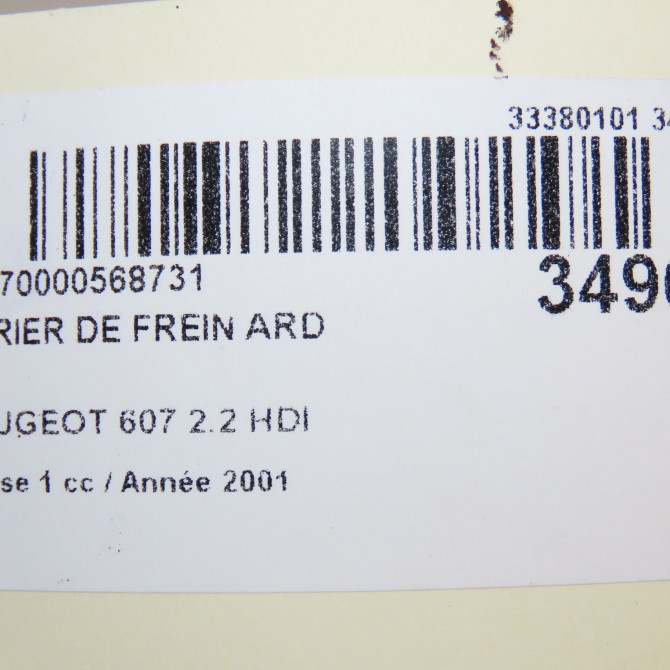 33380101 34
70000568731
349
RIER DE FREIN ARD
UGEOT 607 2.2 HDI
se 1 cc / Année 2001